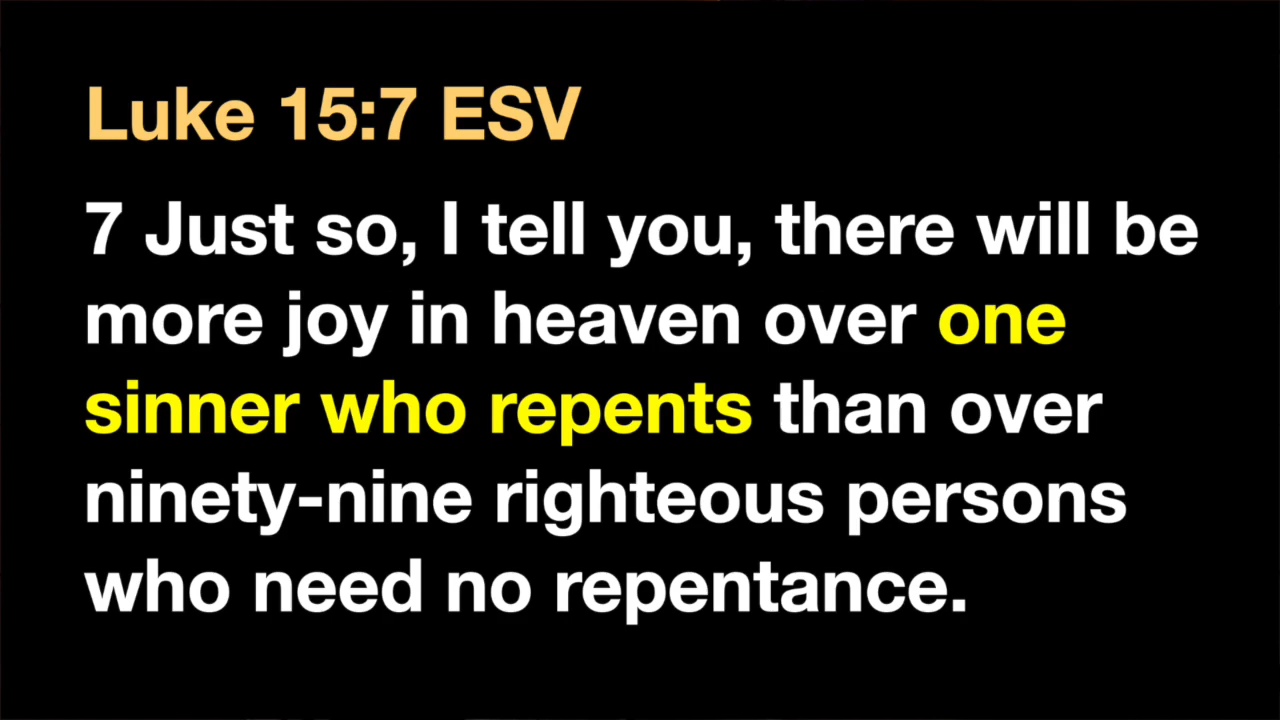 Luke 15:7 ESV
7 Just so, I tell you, there will be
more joy in heaven over one
sinner who repents than over
ninety-nine righteous persons
who need no repentance.